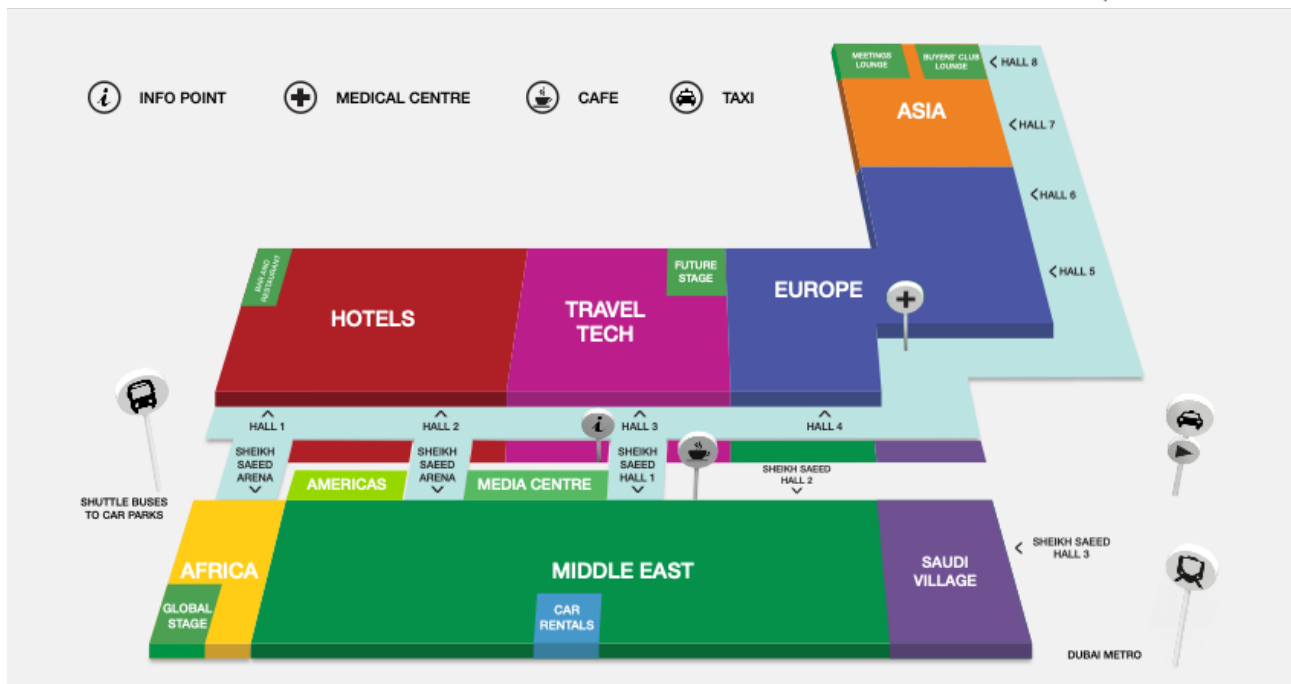 INFO POINT
MEDICAL CENTRE
CAFE
TAXI
MEETINGS
LOUNGE
BUYERS' CLUB
LOUNGE
HALL 8
ASIA
HALL 7
HALL 6
HALL 5
BAR AND
RESTAURANT
HOTELS
TRAVEL
TECH
FUTURE
STAGE
EUROPE
HALL 1
HALL 2
HALL 3
HALL 4
SHEIKH
SAEED
ARENA
SHEIKH
SAEED
ARENA
SHEIKH
SAEED
HALL 1
SHEIKH SAEED
HALL 2
SHUTTLE BUSES
TO CAR PARKS
AMERICAS
MEDIA CENTRE
AFRICA
GLOBAL
STAGE
MIDDLE EAST
CAR
RENTALS
SAUDI
VILLAGE
SHEIKH SAEED
HALL 3
DUBAI METRO